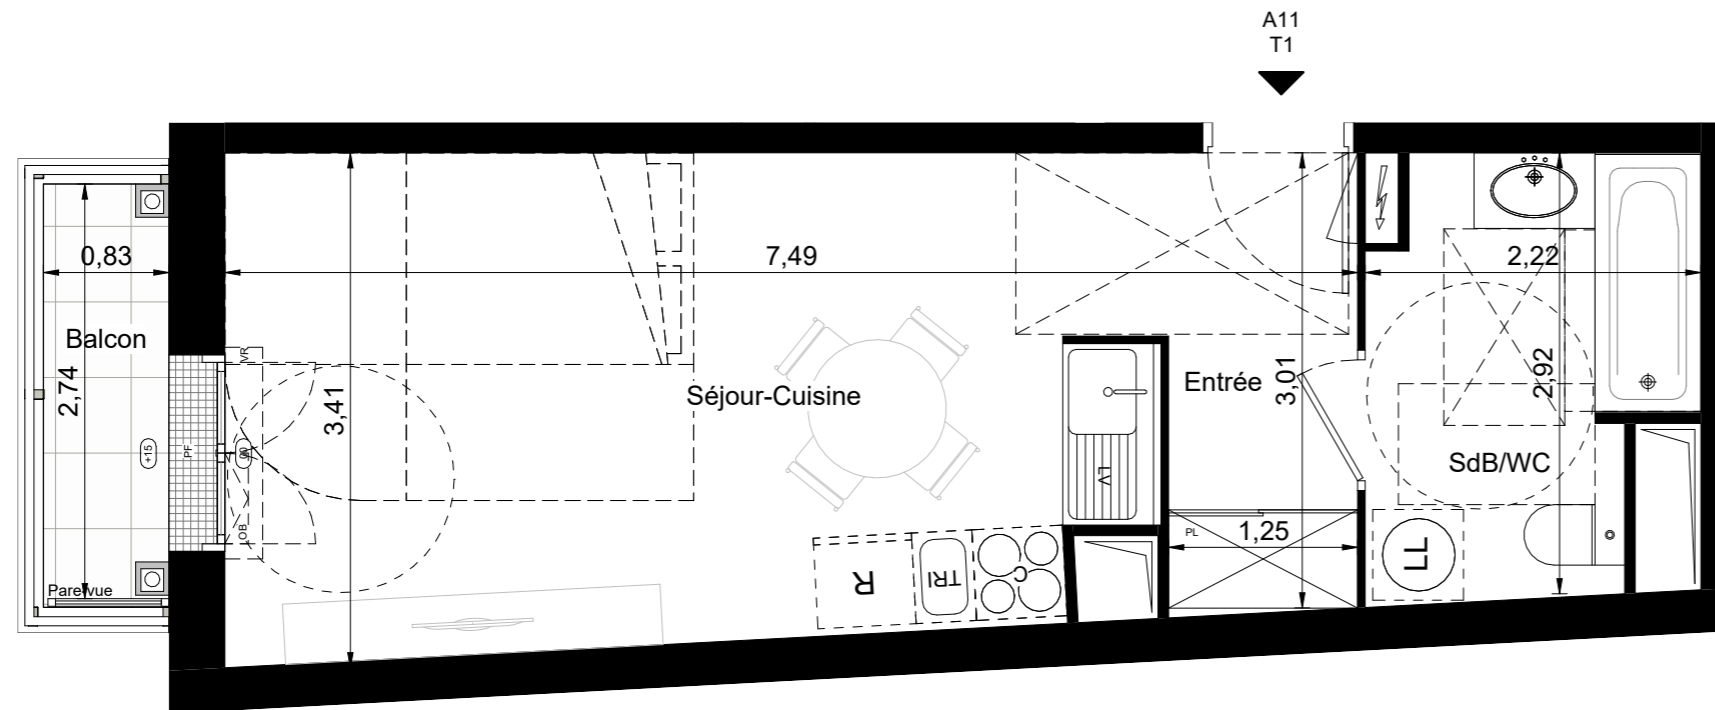 A11
T1
0,83
7,49
2,22
Balcon
2,74
VR
3,41
Séjour-Cuisine
Entrée
3,01
2,92
+15
PF
00
LV
SdB/WC
OB
PL
1,25
Pare-vue
R
TRI
C
LL